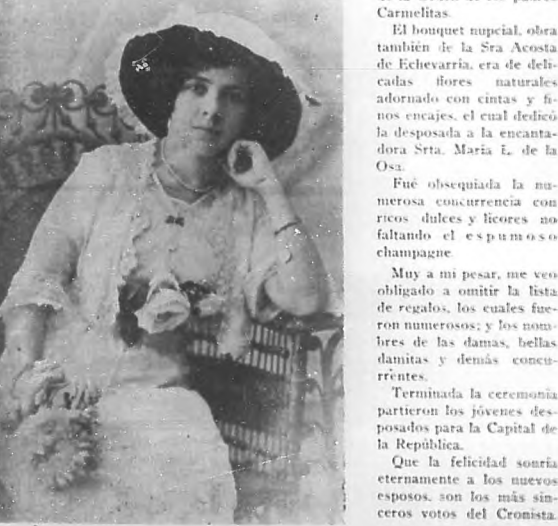 Carmelitas.
El bouquet nupcial, obra
también de la Sra Acosta
de Echevarria, era de deli-
cadas flores naturales
adornado con cintas y fi-
nos encajes, el cual dedicó
la desposada a la encanta-
dora Srta. Maria L. de la
Osa.
Fué obsequiada la nu-
merosa concurrencia con
ricos dulces y licores no
faltando el espumoso
champagne
Muy a mi pesar, me veo
obligado a omitir la lista
de regalos, los cuales fue-
ron numerosos; y los nom-
bres de las damas, bellas
damitas y demás concu-
rrentes.
Terminada la ceremonia
partieron los jóvenes des-
posados para la Capital de
la República.
Que la felicidad sonria
eternamente a los nuevos
esposos, son los más sin-
ceros votos del Cronista.